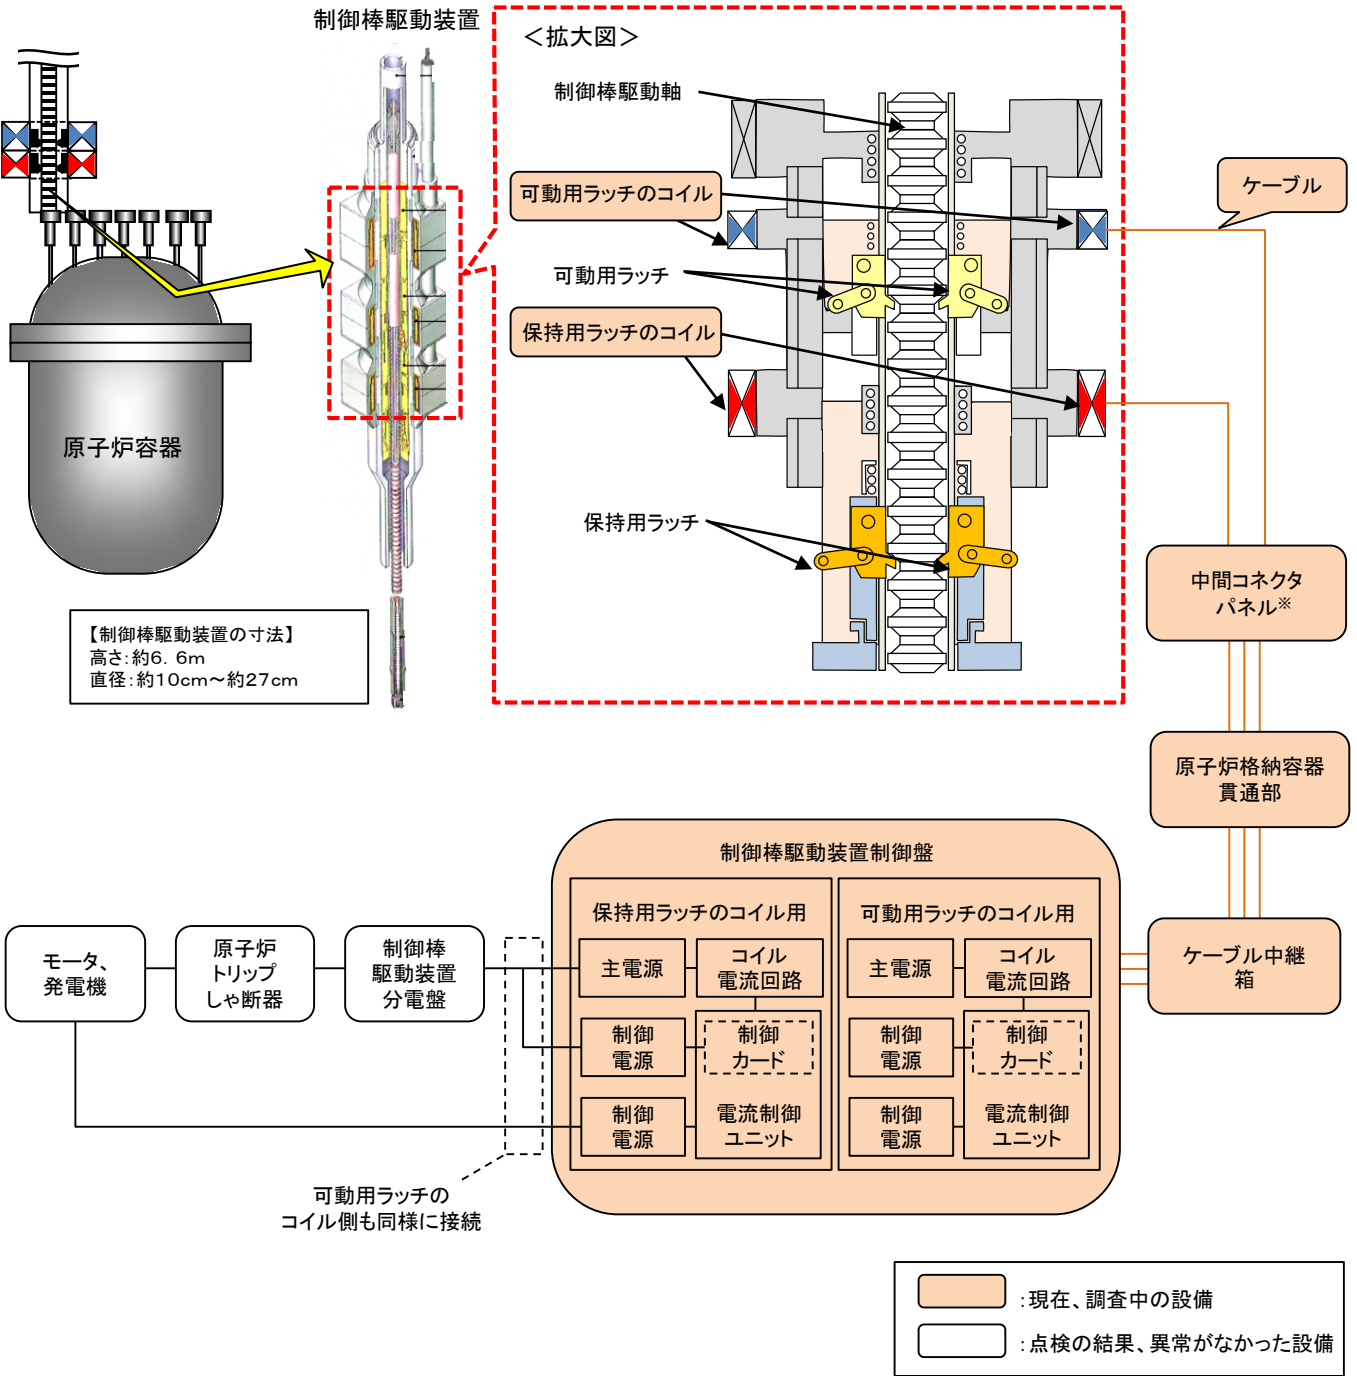 制御棒駆動装置
＜拡大図＞
制御棒駆動軸
可動用ラッチのコイル
可動用ラッチ
保持用ラッチのコイル
保持用ラッチ
ケーブル
原子炉容器
【制御棒駆動装置の寸法】
高さ：約６．６ｍ
直径：約１０ｃｍ～約２７ｃｍ
中間コネクタ
パネル※
原子炉格納容器
貫通部
ケーブル中継
箱
制御棒駆動装置制御盤
保持用ラッチのコイル用
主電源
コイル
電流回路
制御
電源
制御
カード
制御
電源
電流制御
ユニット
可動用ラッチのコイル用
主電源
コイル
電流回路
制御
電源
制御
カード
制御
電源
電流制御
ユニット
モータ、
発電機
原子炉
トリップ
しゃ断器
制御棒
駆動装置
分電盤
可動用ラッチの
コイル側も同様に接続
：現在、調査中の設備
：点検の結果、異常がなかった設備